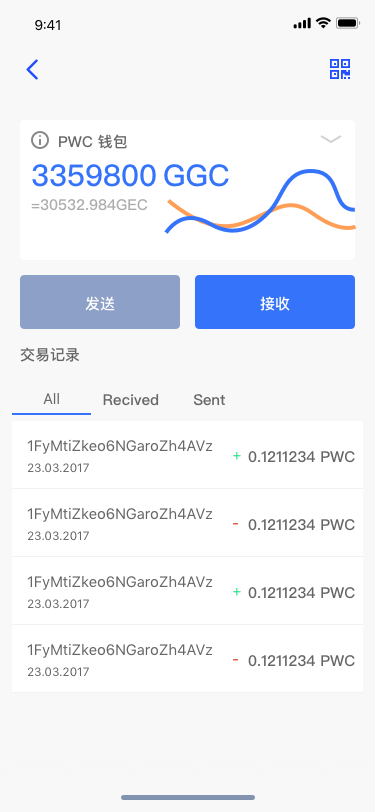 9:41
PWC 钱包
3359800 GGC
=30532.984GEC
发送 接收
交易记录
All Recived Sent
1FyMtiZkeo6NGaroZh4AVz
+ 0.1211234 PWC
23.03.2017
1FyMtiZkeo6NGaroZh4AVz
- 0.1211234 PWC
23.03.2017
1FyMtiZkeo6NGaroZh4AVz
+ 0.1211234 PWC
23.03.2017
1FyMtiZkeo6NGaroZh4AVz
- 0.1211234 PWC
23.03.2017